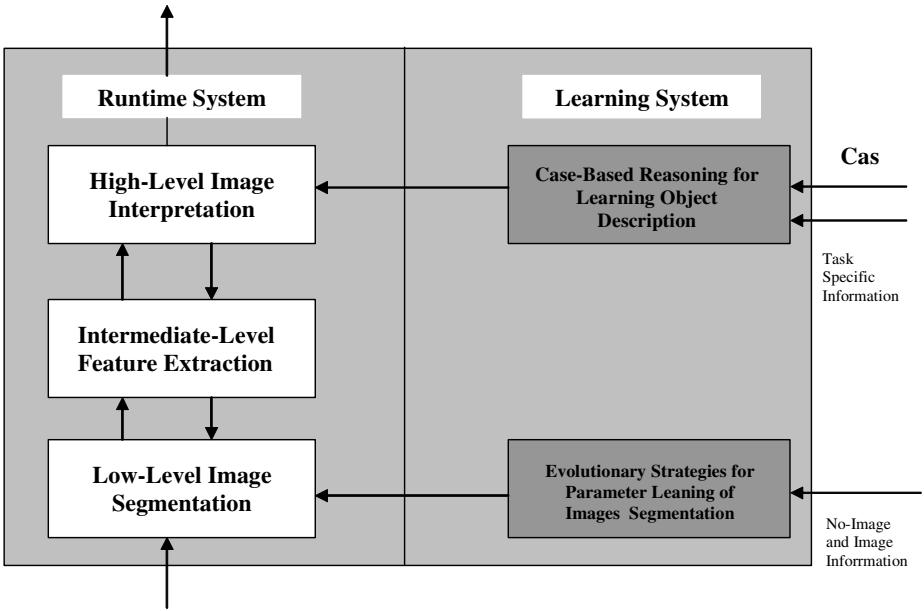 Runtime System
Learning System
High-Level Image
Interpretation
Case-Based Reasoning for
Learning Object
Description
Cas
Task
Specific
Information
Intermediate-Level
Feature Extraction
Low-Level Image
Segmentation
Evolutionary Strategies for
Parameter Leaning of
Images Segmentation
No-Image
and Image
Inforrmation